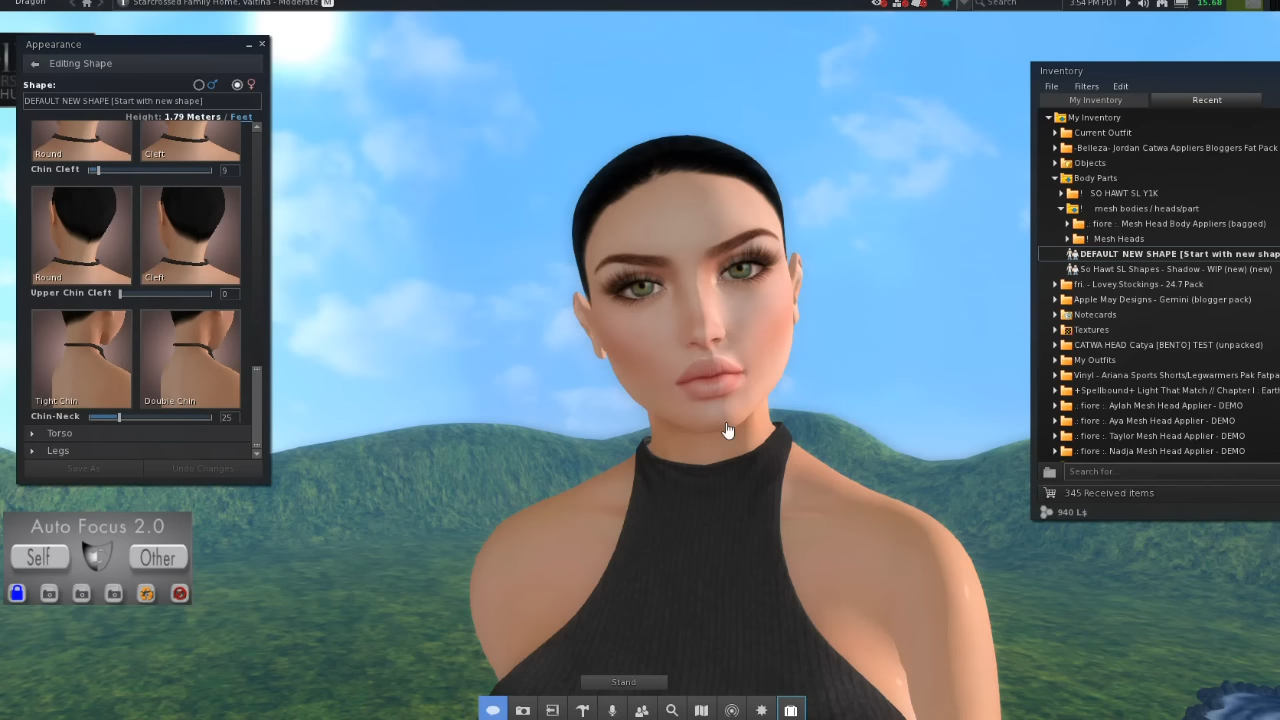 Dragon
Starcrossed Family Home, Valtina - Moderate M
Search
3:54 PM PDT
15.68
Appearance
Editing Shape
Shape:
DEFAULT NEW SHAPE [Start with new shape]
Height: 1.79 Meters / Feet
Round
Cleft
Chin Cleft
9
Round
Cleft
Upper Chin Cleft
0
Tight Chin
Double Chin
Chin-Neck
25
Torso
Legs
Save As
Undo Changes
Auto Focus 2.0
Self
Other
Stand
Inventory
File Filters Edit
My Inventory
Recent
My Inventory
Current Outfit
-Belleza- Jordan Catwa Appliers Bloggers Fat Pack
Objects
Body Parts
! SO HAWT SL Y1K
! mesh bodies / heads/part
.: fiore :. Mesh Head Body Appliers (bagged)
! Mesh Heads
DEFAULT NEW SHAPE [Start with new shap
So Hawt SL Shapes - Shadow - WIP (new) (new)
fri. - Lovey.Stockings - 24.7 Pack
Apple May Designs - Gemini (blogger pack)
Notecards
Textures
CATWA HEAD Catya [BENTO] TEST (unpacked)
My Outfits
Vinyl - Ariana Sports Shorts/Legwarmers Pak Fatpa
+Spellbound+ Light That Match // Chapter I : Eart
.: fiore :. Aylah Mesh Head Applier - DEMO
.: fiore :. Aya Mesh Head Applier - DEMO
.: fiore :. Taylor Mesh Head Applier - DEMO
.: fiore :. Nadja Mesh Head Applier - DEMO
Search for...
345 Received items
940 L$